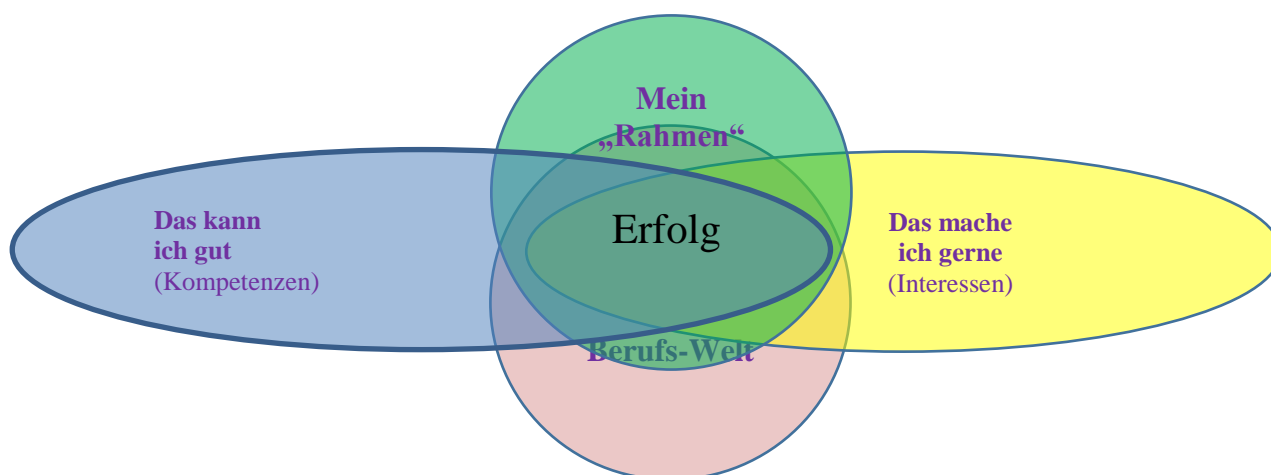 Mein
„Rahmen“
Das kann
ich gut
(Kompetenzen)
Erfolg
Das mache
ich gerne
(Interessen)
Berufs-Welt